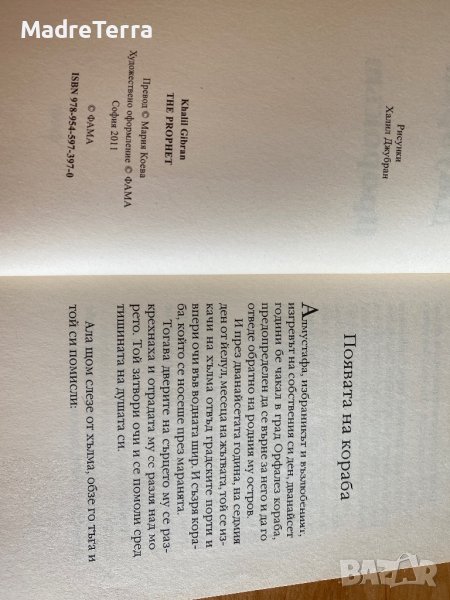 MadreTerra
Рисунки
Халил Джубран
Khalil Gibran
THE PROPHET
Превод © Мария Коева
Художествено оформление © ФАМА
София 2011
© ФАМА
ISBN 978-954-597-397-0
Появата на кораба
Алмустафа, избраникът и възлюбеният,
изгревът на собствения си ден, дванайсет
години бе чакал в град Орфалез кораба,
предопределен да се върне за него и да го
отведе обратно на родния му остров.
И през дванайсетата година, на седмия
ден от йелул, месеца на жътвата, той се из-
качи на хълма отвъд градските порти и
впери очи във водната шир. И съзря кора-
ба, който се носеше през маранята.
Тогава дверите на сърцето му се раз-
крехнаха и отрадата му се разля над мо
рето. Той затвори очи и се помоли сред
тишината на душата си.
Ала щом слезе от хълма, обзе го тъга и
той си помисли:
BAZAR.bg